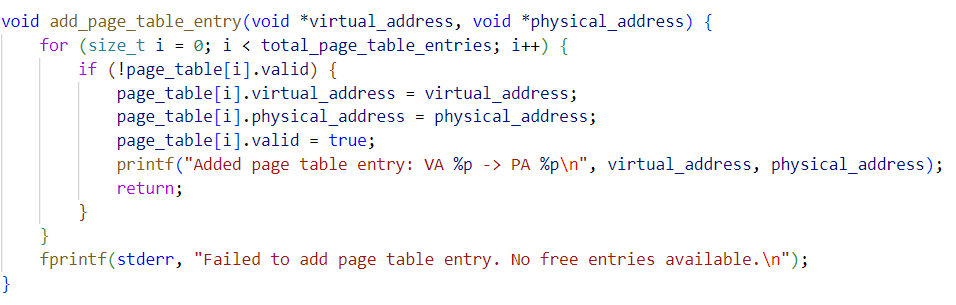 void add_page_table_entry(void *virtual_address, void *physical_address) {
    for (size_t i = 0; i < total_page_table_entries; i++) {
        if (!page_table[i].valid) {
            page_table[i].virtual_address = virtual_address;
            page_table[i].physical_address = physical_address;
            page_table[i].valid = true;
            printf("Added page table entry: VA %p -> PA %p\n", virtual_address, physical_address);
            return;
        }
    }
    fprintf(stderr, "Failed to add page table entry. No free entries available.\n");
}